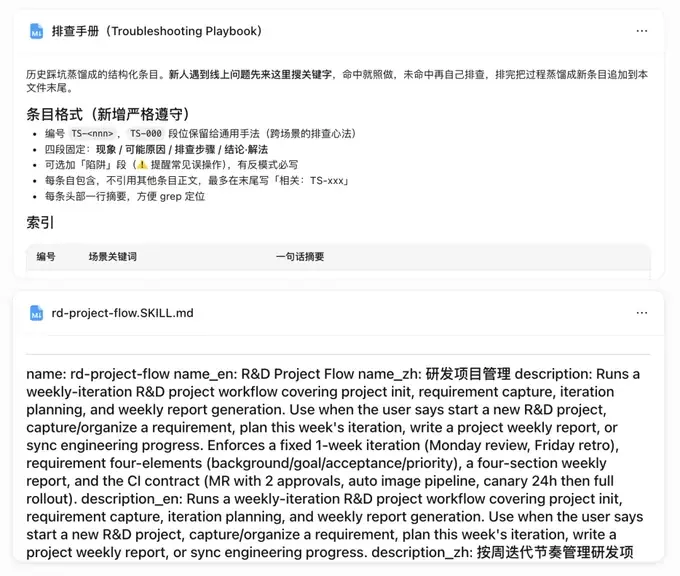 排查手册（Troubleshooting Playbook）
历史踩坑蒸馏成的结构化条目。新人遇到线上问题先来这里搜关键字，命中就照做，未命中再自己排查，排完把过程蒸馏成新条目追加到本
文件末尾。
条目格式（新增严格遵守）
• 编号 TS-<nnn>，TS-000 段位保留给通用手法（跨场景的排查心法）
• 四段固定：现象 / 可能原因 / 排查步骤 / 结论·解法
• 可选加「陷阱」段（⚠️ 提醒常见误操作），有反模式必写
• 每条自包含，不引用其他条目正文，最多在末尾写「相关：TS-xxx」
• 每条头部一行摘要，方便 grep 定位
索引
编号 场景关键词 一句话摘要
rd-project-flow.SKILL.md
name: rd-project-flow name_en: R&D Project Flow name_zh: 研发项目管理 description: Runs a
weekly-iteration R&D project workflow covering project init, requirement capture, iteration
planning, and weekly report generation. Use when the user says start a new R&D project,
capture/organize a requirement, plan this week's iteration, write a project weekly report, or
sync engineering progress. Enforces a fixed 1-week iteration (Monday review, Friday retro),
requirement four-elements (background/goal/acceptance/priority), a four-section weekly
report, and the CI contract (MR with 2 approvals, auto image pipeline, canary 24h then full
rollout). description_en: Runs a weekly-iteration R&D project workflow covering project init,
requirement capture, iteration planning, and weekly report generation. Use when the user says
start a new R&D project, capture/organize a requirement, plan this week's iteration, write a
project weekly report, or sync engineering progress. description_zh: 按周迭代节奏管理研发项